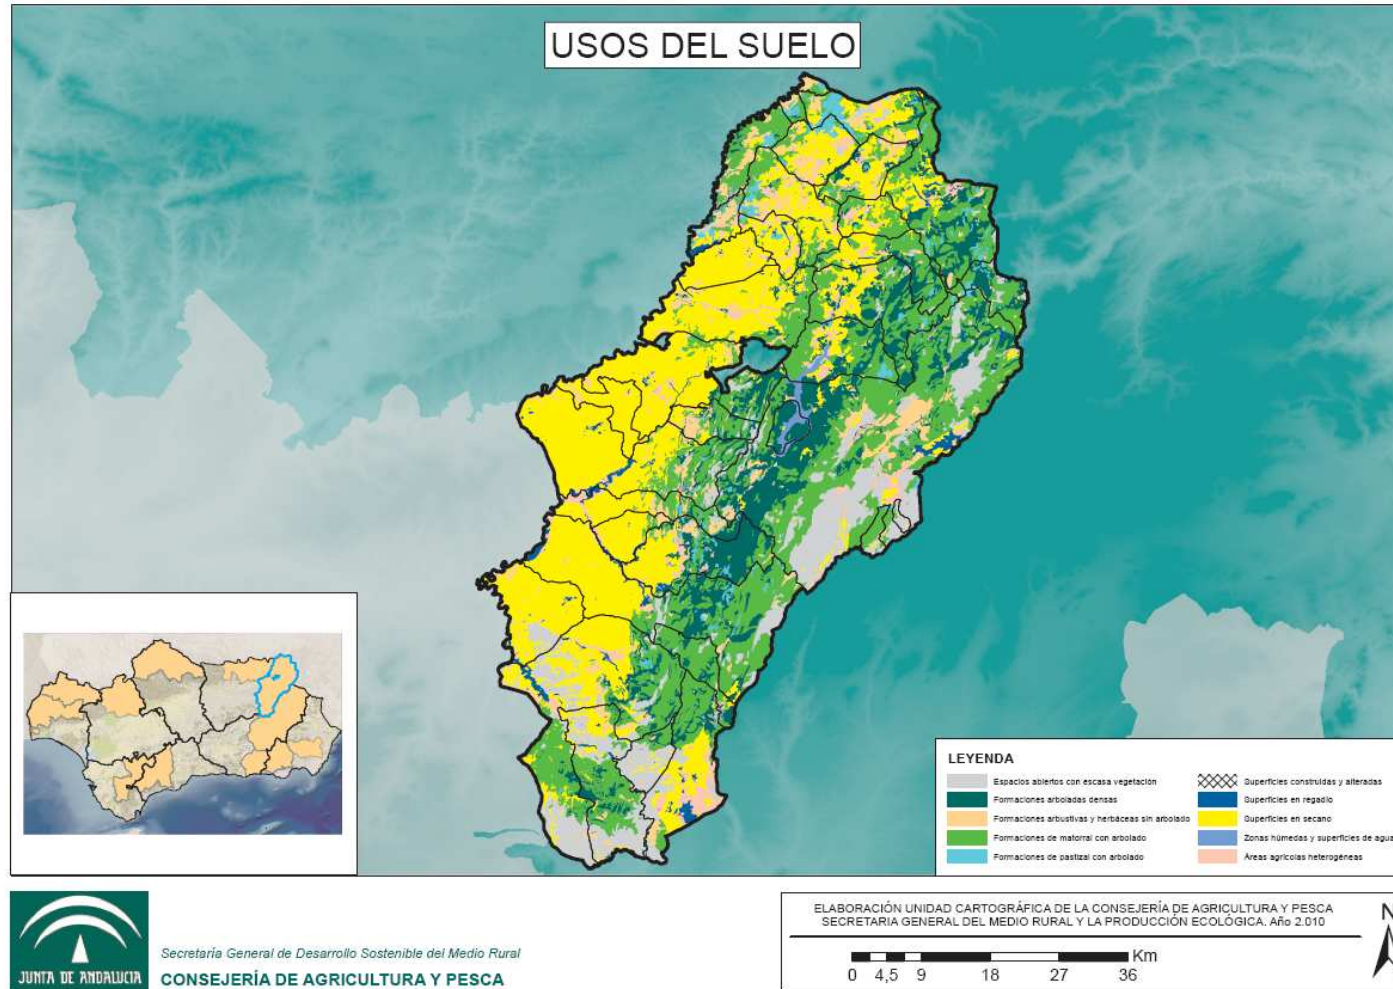 USOS DEL SUELO
LEYENDA
Espacios abiertos con escasa vegetación
Formaciones arboladas densas
Formaciones arbustivas y herbáceas sin arbolado
Formaciones de matorral con arbolado
Formaciones de pastizal con arbolado
Superficies construidas y alteradas
Superficies en regadío
Superficies en secano
Zonas húmedas y superficies de agua
Áreas agrícolas heterogéneas
JUNTA DE ANDALUCIA
Secretaría General de Desarrollo Sostenible del Medio Rural
CONSEJERÍA DE AGRICULTURA Y PESCA
ELABORACIÓN UNIDAD CARTOGRÁFICA DE LA CONSEJERÍA DE AGRICULTURA Y PESCA
SECRETARIA GENERAL DEL MEDIO RURAL Y LA PRODUCCIÓN ECOLÓGICA. Año 2.010
Km
0 4,5 9 18 27 36
N